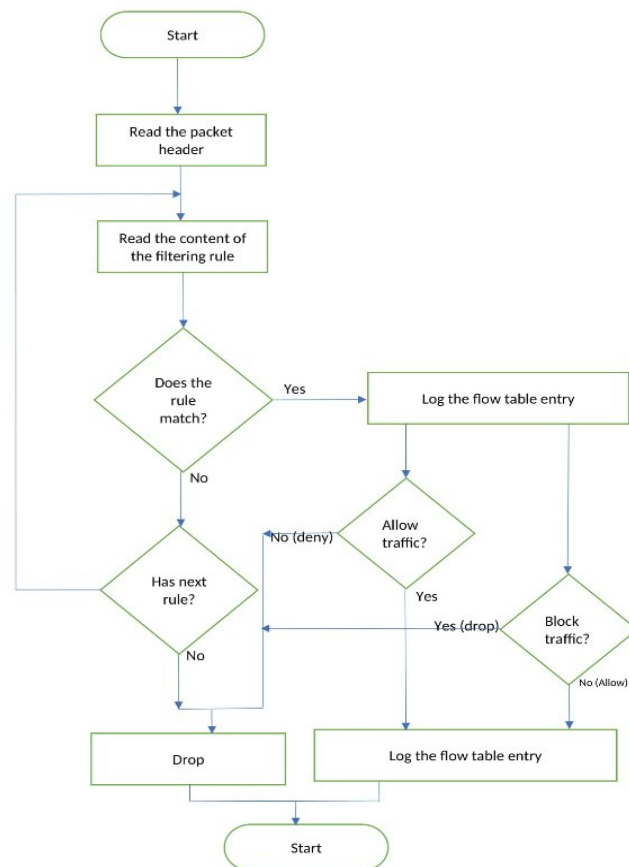 Start
Read the packet
header
Read the content of
the filtering rule
Does the
rule
match?
Yes
Log the flow table entry
No
Allow
traffic?
No (deny)
Has next
rule?
Yes
Block
traffic?
Yes (drop)
No
No (Allow)
Drop
Log the flow table entry
Start